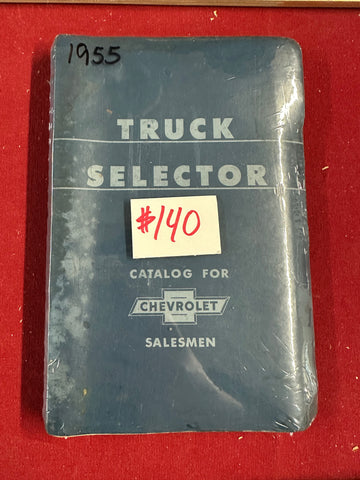 1955
TRUCK
SELECTOR
$140
CATALOG FOR
CHEVROLET
SALESMEN